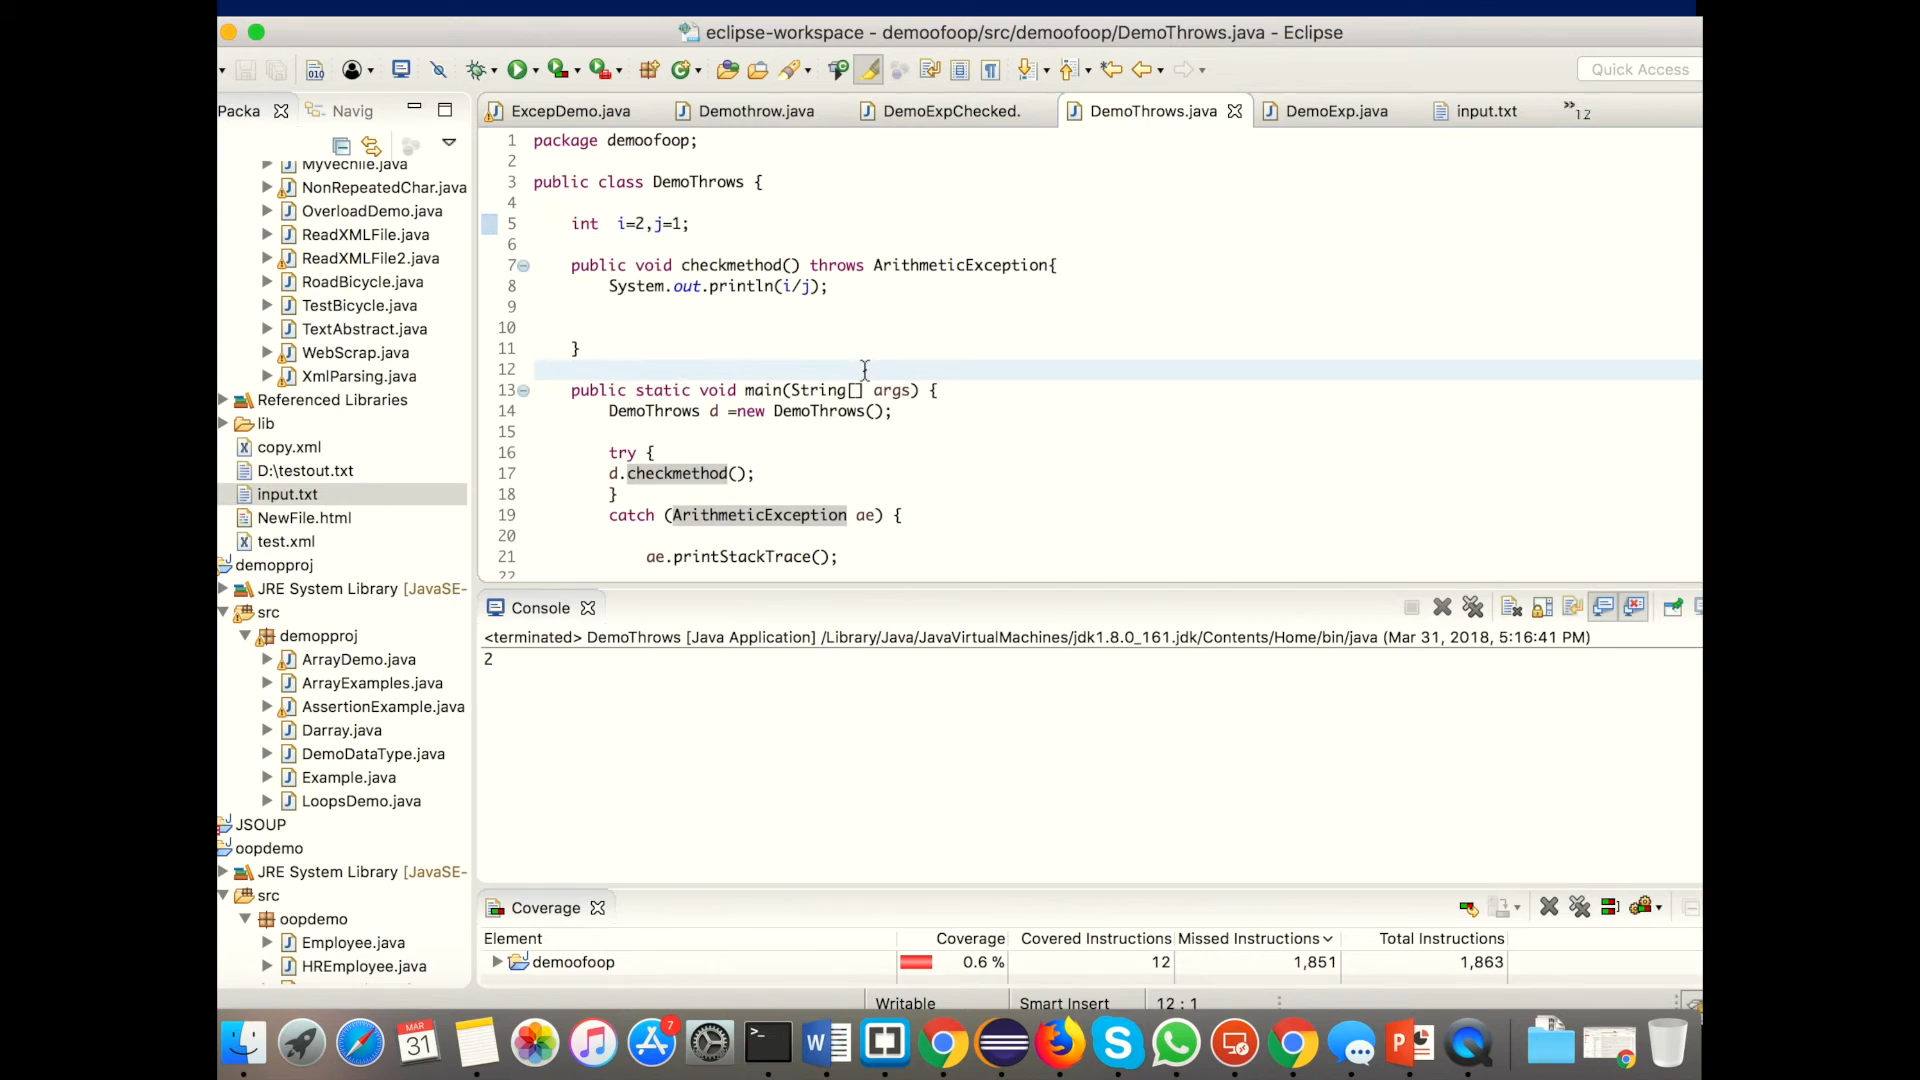 eclipse-workspace - demoofoop/src/demoofoop/DemoThrows.java - Eclipse
Quick Access
Packa
Navig
ExcepDemo.java
Demothrow.java
DemoExpChecked.
DemoThrows.java
DemoExp.java
input.txt
»12
Myvechile.java
NonRepeatedChar.java
OverloadDemo.java
ReadXMLFile.java
ReadXMLFile2.java
RoadBicycle.java
TestBicycle.java
TextAbstract.java
WebScrap.java
XmlParsing.java
Referenced Libraries
lib
copy.xml
D:\testout.txt
input.txt
NewFile.html
test.xml
demopproj
JRE System Library [JavaSE-
src
demopproj
ArrayDemo.java
ArrayExamples.java
AssertionExample.java
Darray.java
DemoDataType.java
Example.java
LoopsDemo.java
JSOUP
oopdemo
JRE System Library [JavaSE-
src
oopdemo
Employee.java
HREmployee.java
1 package demoofoop;
2
3 public class DemoThrows {
4
5 int i=2,j=1;
6
7 public void checkmethod() throws ArithmeticException{
8 System.out.println(i/j);
9
10
11 }
12
13 public static void main(String[] args) {
14 DemoThrows d =new DemoThrows();
15
16 try {
17 d.checkmethod();
18 }
19 catch (ArithmeticException ae) {
20
21 ae.printStackTrace();
22
Console
<terminated> DemoThrows [Java Application] /Library/Java/JavaVirtualMachines/jdk1.8.0_161.jdk/Contents/Home/bin/java (Mar 31, 2018, 5:16:41 PM)
2
Coverage
Element Coverage Covered Instructions Missed Instructions Total Instructions
demoofoop 0.6 % 12 1,851 1,863
Writable Smart Insert 12 : 1
MAR
31
7